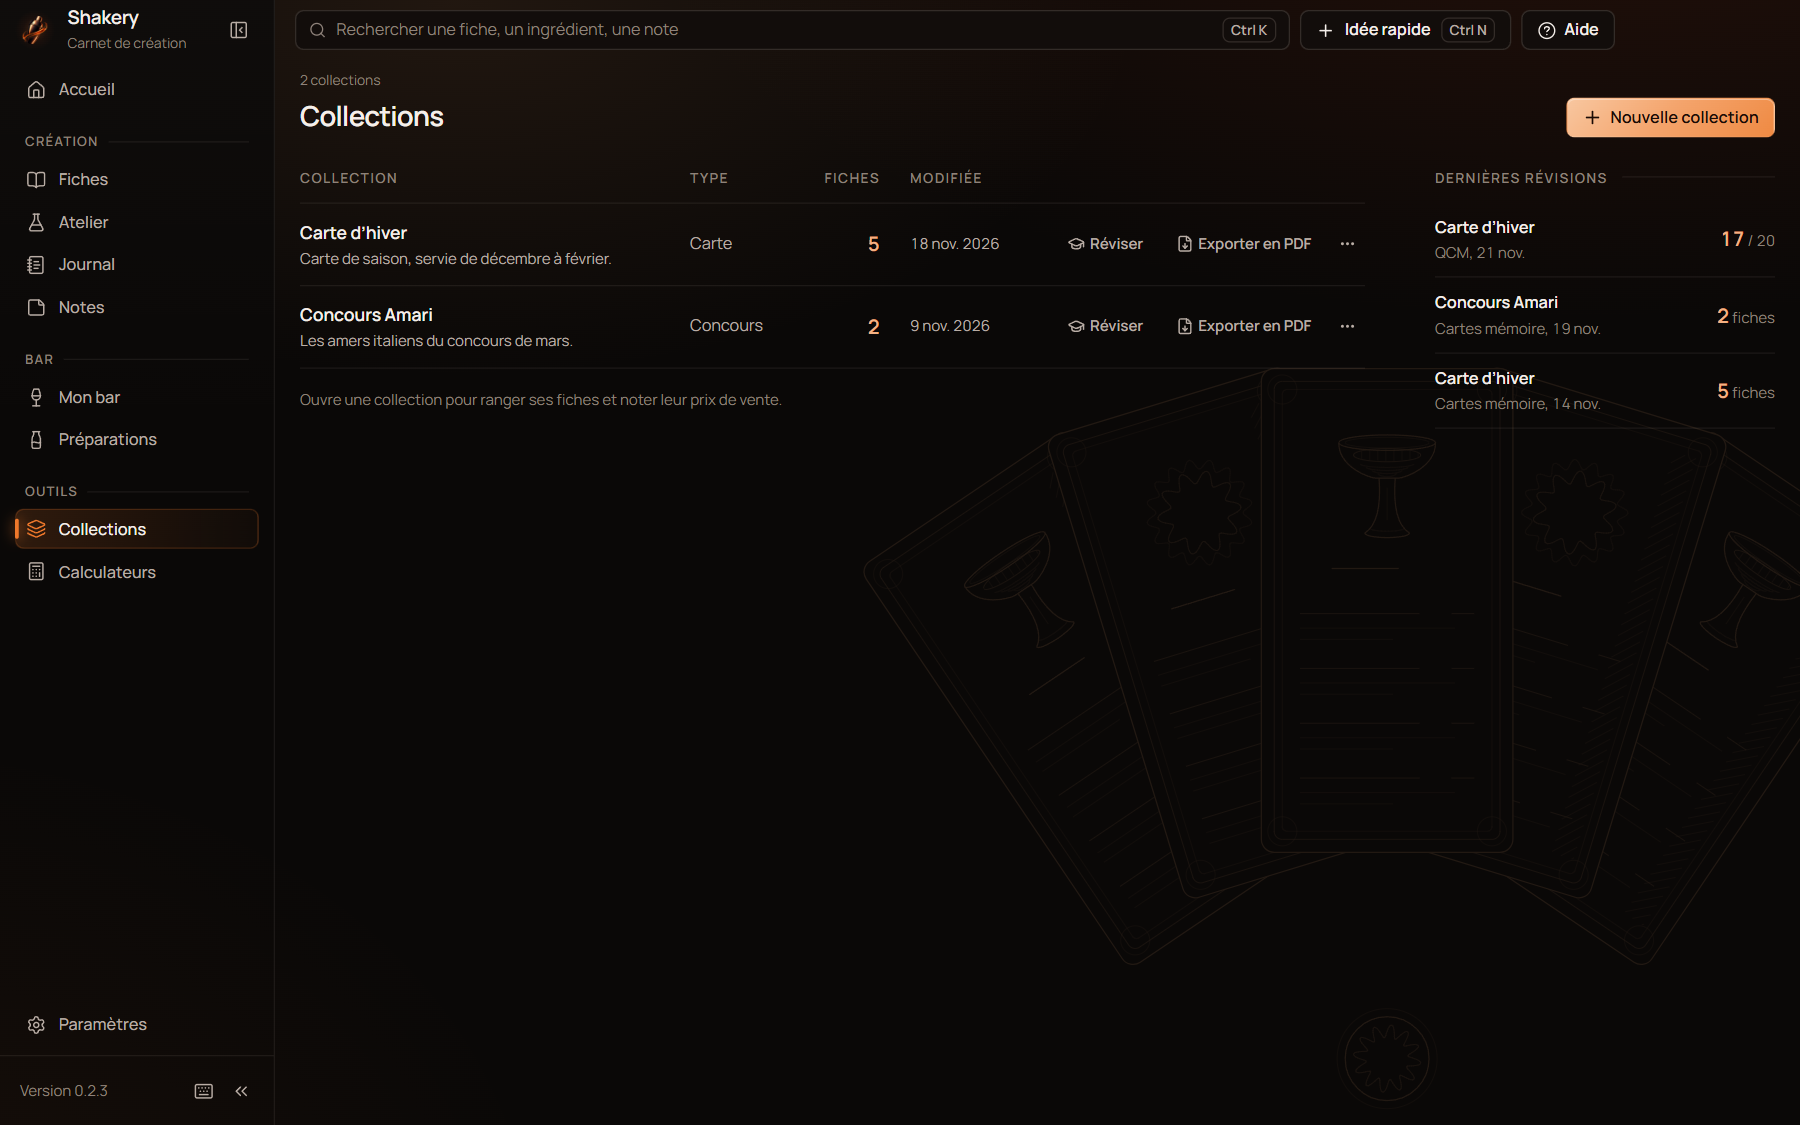 Shakery
Carnet de création
Accueil
CRÉATION
Fiches
Atelier
Journal
Notes
BAR
Mon bar
Préparations
OUTILS
Collections
Calculateurs
Paramètres
Version 0.2.3
Rechercher une fiche, un ingrédient, une note
Ctrl K
Idée rapide
Ctrl N
Aide
2 collections
Collections
Nouvelle collection
COLLECTION TYPE FICHES MODIFIÉE
Carte d’hiver
Carte de saison, servie de décembre à février.
Carte
5
18 nov. 2026
Réviser
Exporter en PDF
Concours Amari
Les amers italiens du concours de mars.
Concours
2
9 nov. 2026
Réviser
Exporter en PDF
Ouvre une collection pour ranger ses fiches et noter leur prix de vente.
DERNIÈRES RÉVISIONS
Carte d’hiver
QCM, 21 nov.
17 / 20
Concours Amari
Cartes mémoire, 19 nov.
2 fiches
Carte d’hiver
Cartes mémoire, 14 nov.
5 fiches